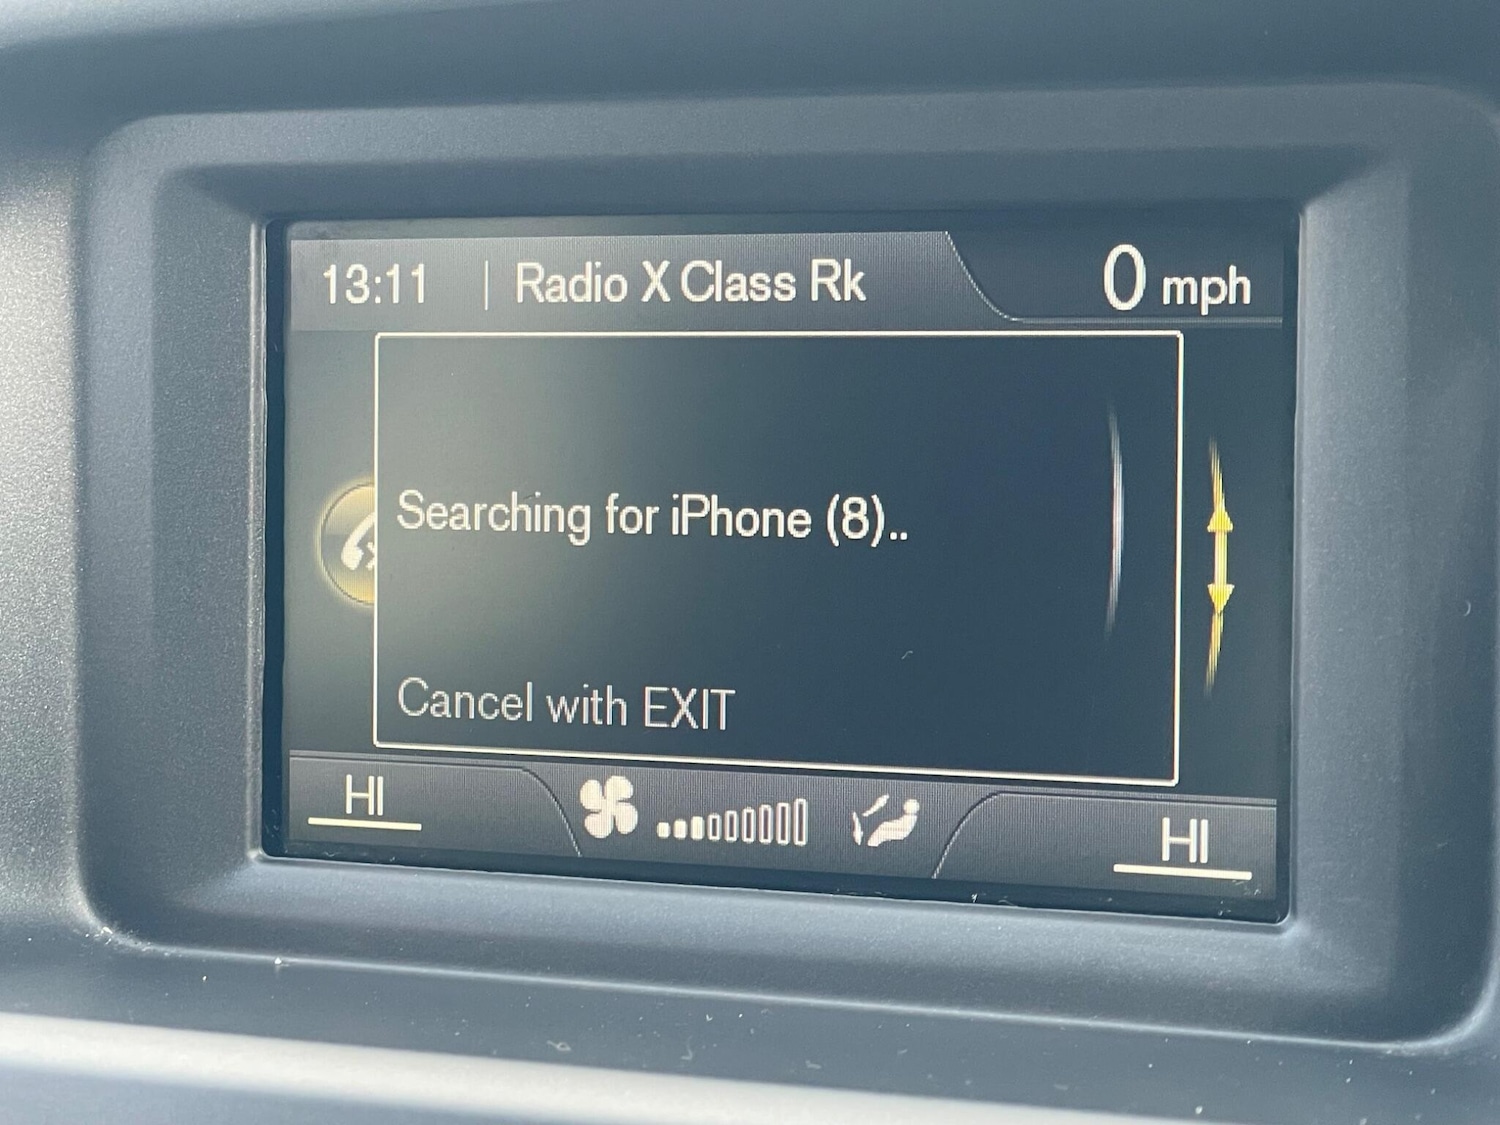 13:11 | Radio X Class Rk 0 mph
Searching for iPhone (8)..
Cancel with EXIT
HI HI